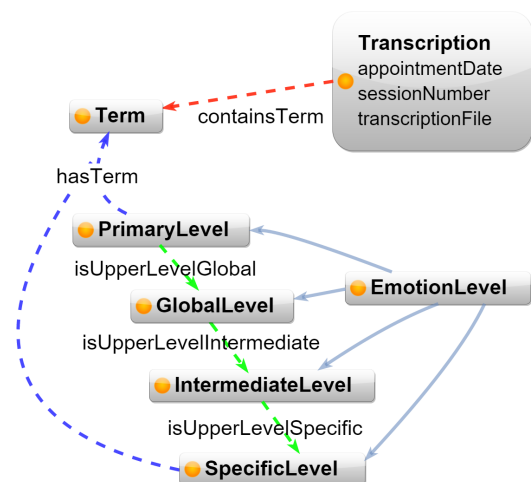 Transcription
appointmentDate
sessionNumber
transcriptionFile
Term
containsTerm
hasTerm
PrimaryLevel
isUpperLevelGlobal
EmotionLevel
GlobalLevel
isUpperLevelIntermediate
IntermediateLevel
isUpperLevelSpecific
SpecificLevel